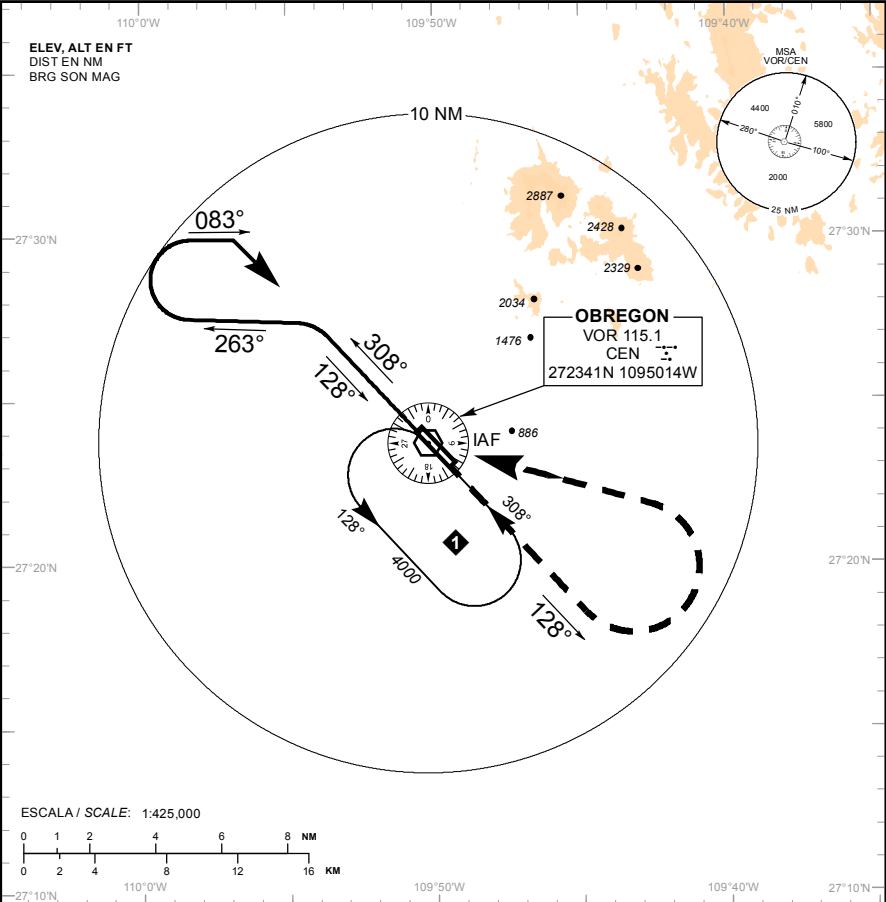 110°0'W
109°50'W
109°40'W
ELEV, ALT EN FT
DIST EN NM
BRG SON MAG
MSA
VOR/CEN
4400
010°
5800
280°
100°
2000
25 NM
10 NM
2887
083°
2428
27°30'N
27°30'N
2329
2034
OBREGON
VOR 115.1
CEN
272341N 1095014W
1476
263°
308°
128°
0
9
18
27
IAF
886
308°
128°
1
4000
27°20'N
27°20'N
128°
ESCALA / SCALE: 1:425,000
0 1 2 4 6 8 NM
0 2 4 8 12 16 KM
110°0'W
109°50'W
109°40'W
27°10'N
27°10'N